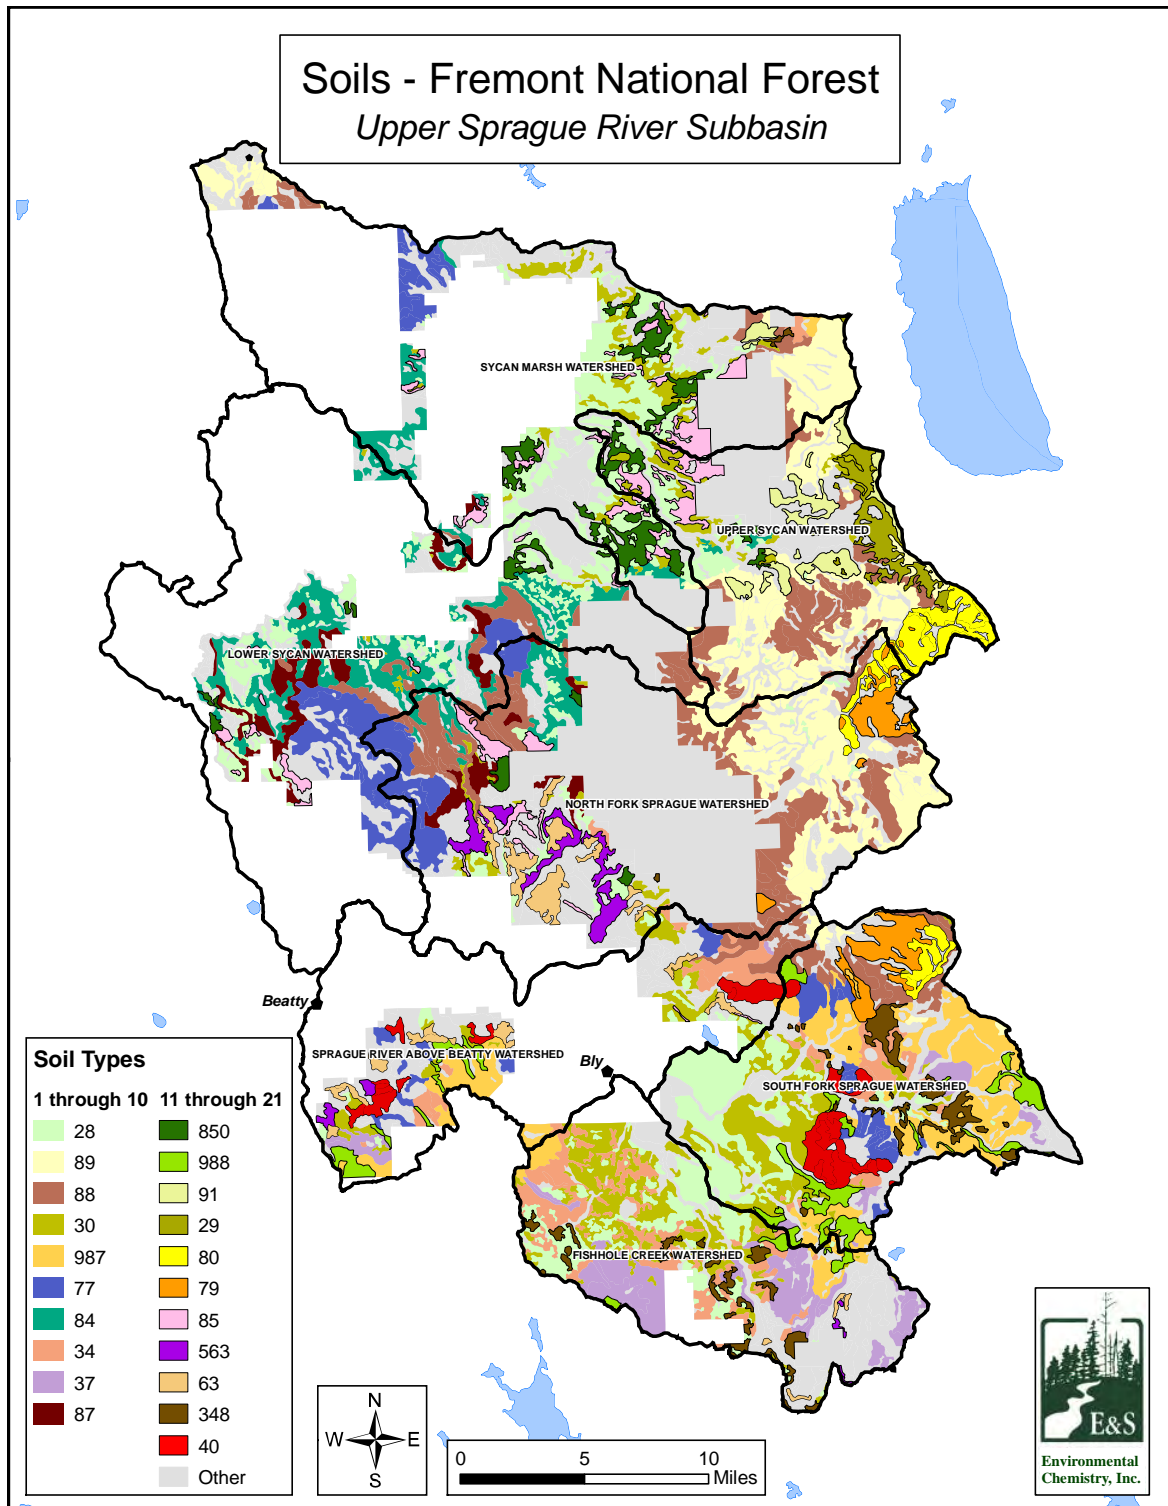 Soils - Fremont National Forest
Upper Sprague River Subbasin
SYCAN MARSH WATERSHED
UPPER SYCAN WATERSHED
LOWER SYCAN WATERSHED
NORTH FORK SPRAGUE WATERSHED
Beatty
SPRAGUE RIVER ABOVE BEATTY WATERSHED
Bly
SOUTH FORK SPRAGUE WATERSHED
FISHHOLE CREEK WATERSHED
Soil Types
1 through 10 11 through 21
28 850
89 988
88 91
30 29
987 80
77 79
84 85
34 563
37 63
87 348
40
Other
N
W E
S
0 5 10
Miles
E&S
Environmental
Chemistry, Inc.